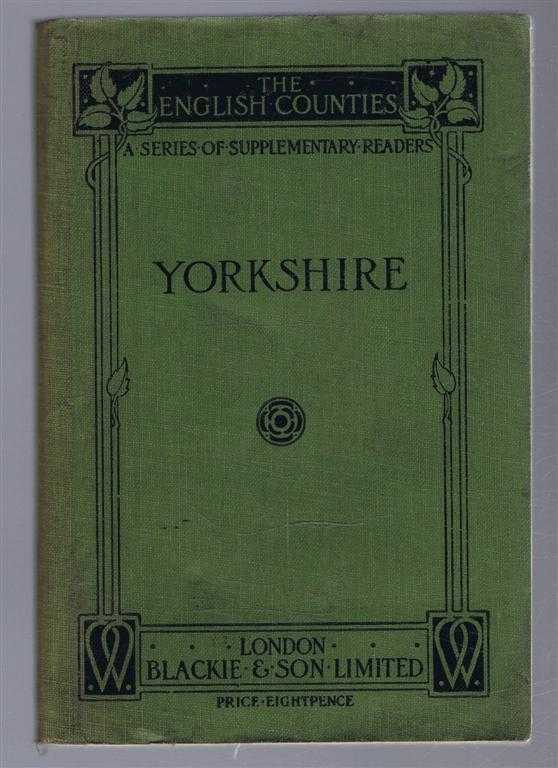 THE
ENGLISH·COUNTIES
A·SERIES·OF·SUPPLEMENTARY·READERS
YORKSHIRE
LONDON
BLACKIE·&·SON·LIMITED
PRICE·EIGHTPENCE